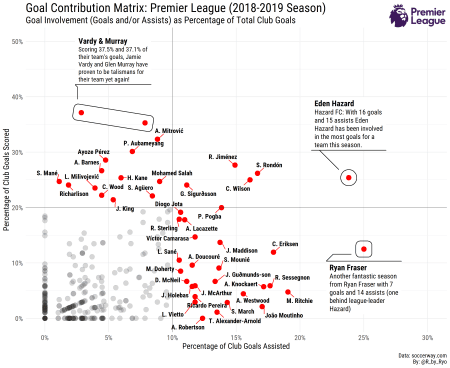 Goal Contribution Matrix: Premier League (2018-2019 Season)
Goal Involvement (Goals and/or Assists) as Percentage of Total Club Goals
Premier
League
50%
40%
30%
20%
10%
0%
Percentage of Club Goals Scored
Vardy & Murray
Scoring 37.5% and 37.1% of
their team's goals, Jamie
Vardy and Glen Murray have
proven to be talismans for
their team yet again!
Eden Hazard
Hazard FC: With 16 goals
and 15 assists Eden
Hazard has been involved
in the most goals for a
team this season.
A. Mitrović
P. Aubameyang
Ayoze Pérez
A. Barnes
R. Jiménez
S. Rondón
S. Mané
L. Milivojević
H. Kane
Mohamed Salah
C. Wilson
Richarlison
C. Wood
S. Agüero
G. Sigurðsson
J. King
Diogo Jota
P. Pogba
R. Sterling
A. Lacazette
Víctor Camarasa
J. Maddison
C. Eriksen
L. Sané
A. Doucouré
S. Mounié
M. Doherty
D. McNeil
J. Guðmunds­son
R. Sessegnon
A. Knockaert
J. Holebas
J. McArthur
M. Ritchie
Ricardo Pereira
A. Westwood
L. Vietto
S. March
João Moutinho
T. Alexander-Arnold
A. Robertson
Ryan Fraser
Another fantastic
season from Ryan
Fraser with 7
goals and 14 assists (one
behind league-leader
Hazard)
0%
10%
15%
20%
25%
30%
Percentage of Club Goals Assisted
Data: soccerway.com
By: @R_by_Ryo